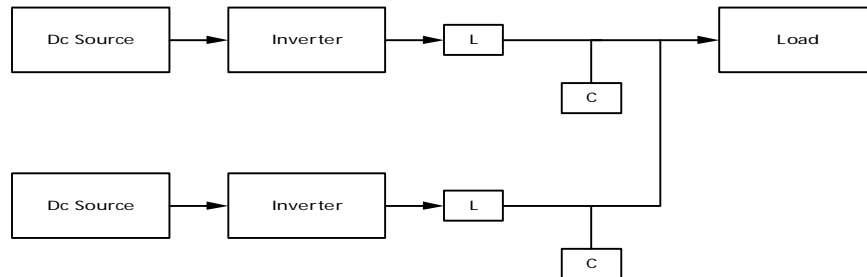 Dc Source
Inverter
L
Load
C
Dc Source
Inverter
L
C